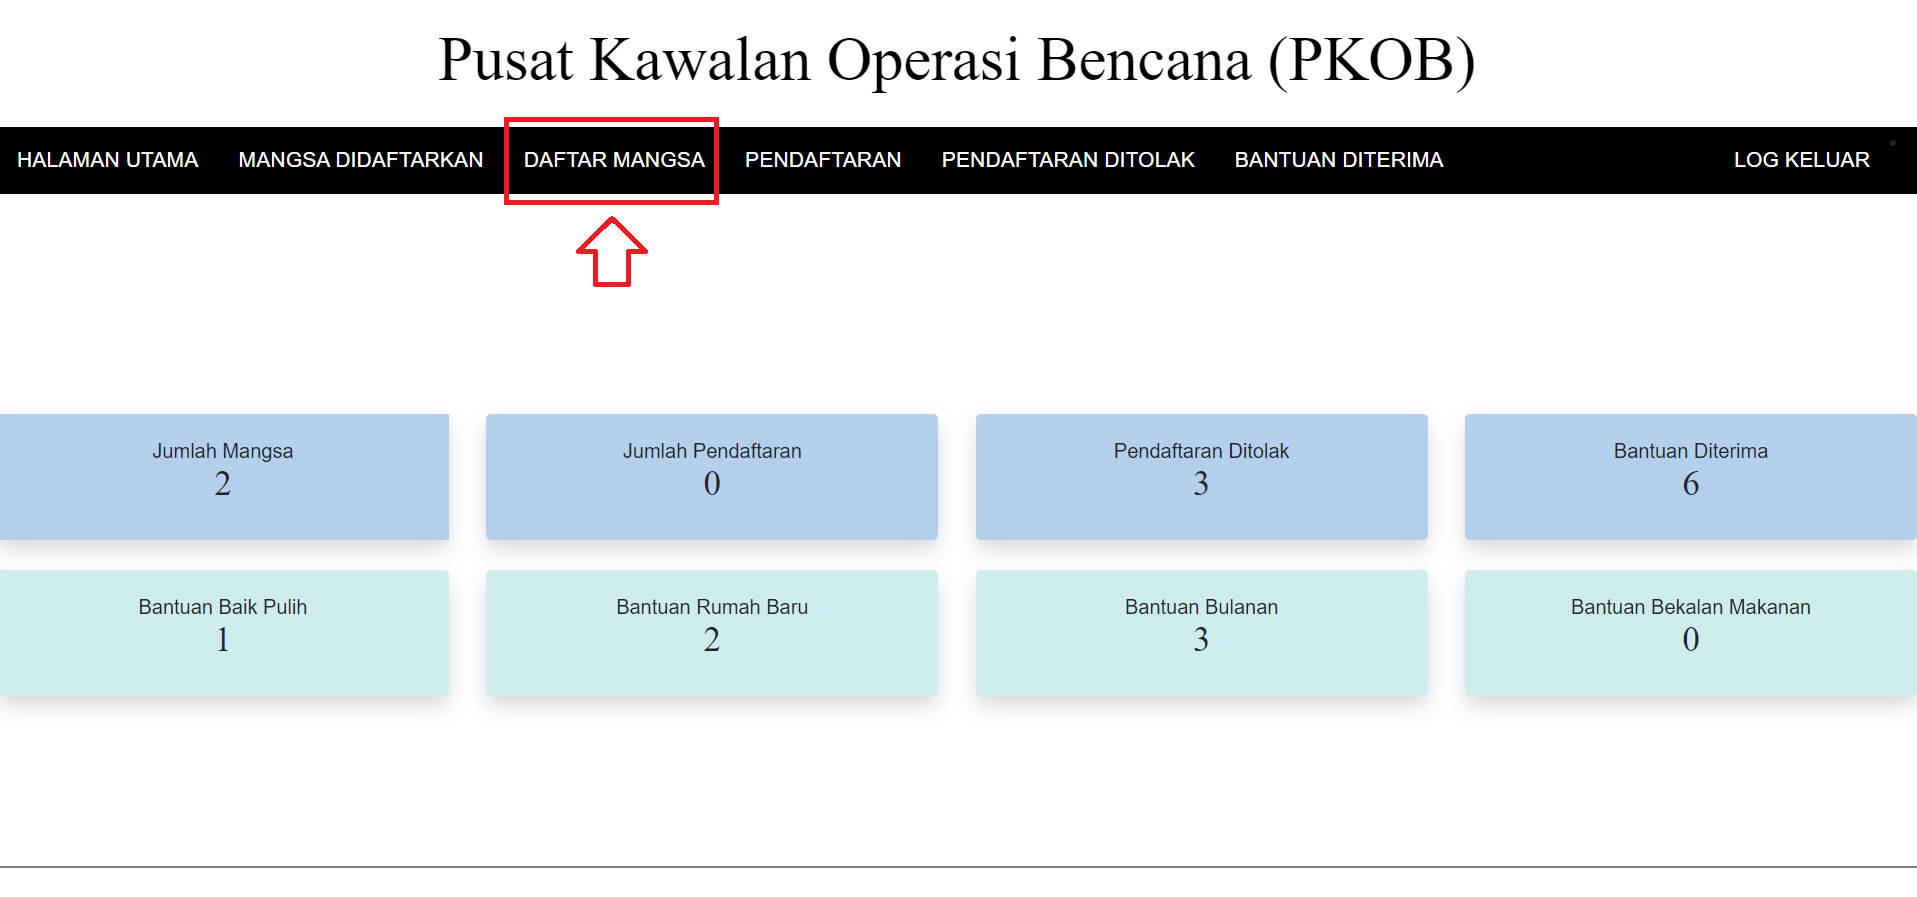 Pusat Kawalan Operasi Bencana (PKOB)
HALAMAN UTAMA MANGSA DIDAFTARKAN DAFTAR MANGSA PENDAFTARAN PENDAFTARAN DITOLAK BANTUAN DITERIMA LOG KELUAR
Jumlah Mangsa
2
Jumlah Pendaftaran
0
Pendaftaran Ditolak
3
Bantuan Diterima
6
Bantuan Baik Pulih
1
Bantuan Rumah Baru
2
Bantuan Bulanan
3
Bantuan Bekalan Makanan
0